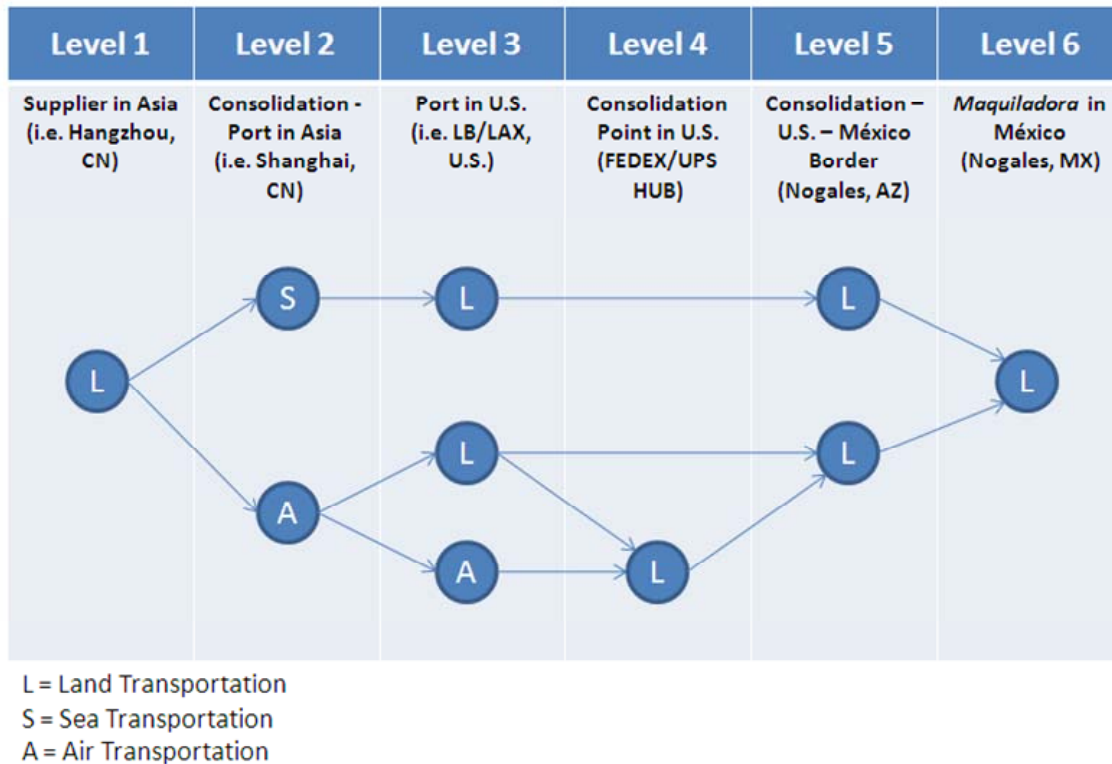 Level 1
Level 2
Level 3
Level 4
Level 5
Level 6
Supplier in Asia
(i.e. Hangzhou,
CN)
Consolidation -
Port in Asia
(i.e. Shanghai,
CN)
Port in U.S.
(i.e. LB/LAX,
U.S.)
Consolidation
Point in U.S.
(FEDEX/UPS
HUB)
Consolidation –
U.S. – México
Border
(Nogales, AZ)
Maquiladora in
México
(Nogales, MX)
S
L
L
L
L
L
L
A
A
L
L = Land Transportation
S = Sea Transportation
A = Air Transportation